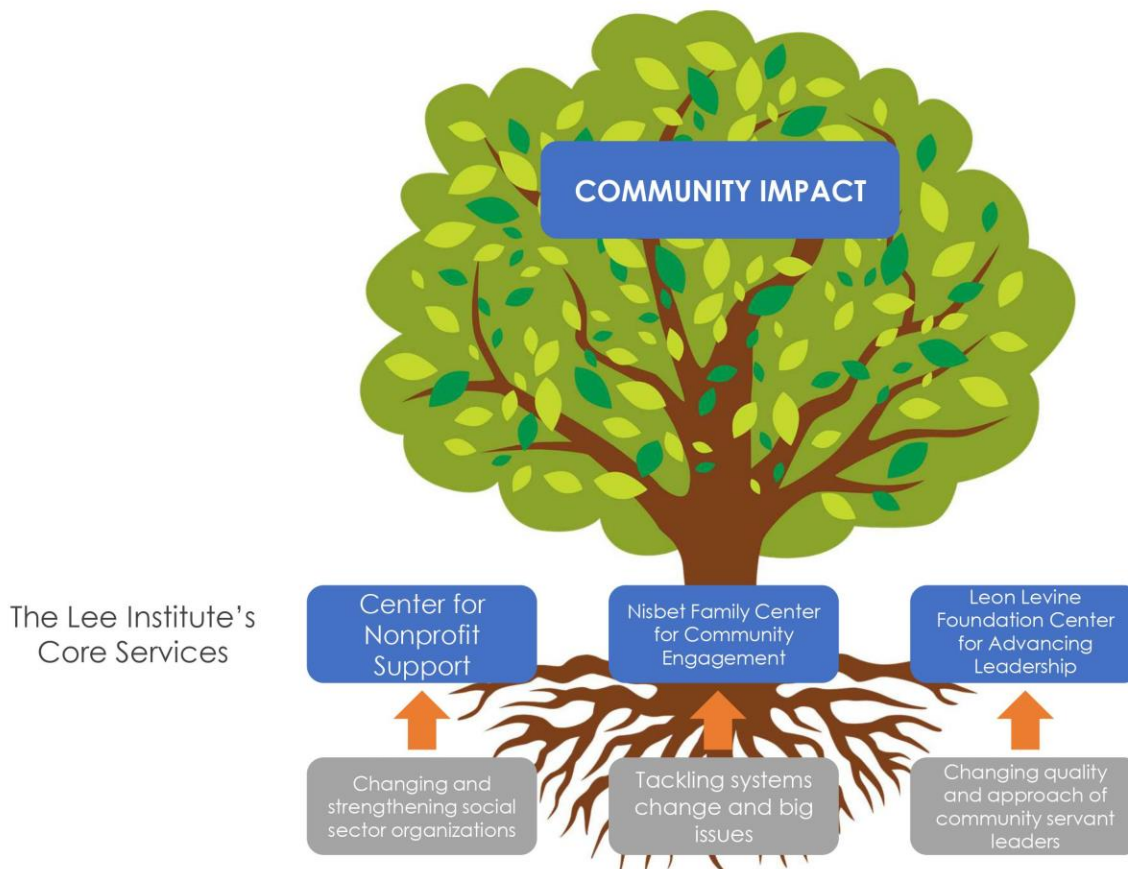 COMMUNITY IMPACT
The Lee Institute’s
Core Services
Center for
Nonprofit
Support
Nisbet Family Center
for Community
Engagement
Leon Levine
Foundation Center
for Advancing
Leadership
Changing and
strengthening social
sector organizations
Tackling systems
change and big
issues
Changing quality
and approach of
community servant
leaders